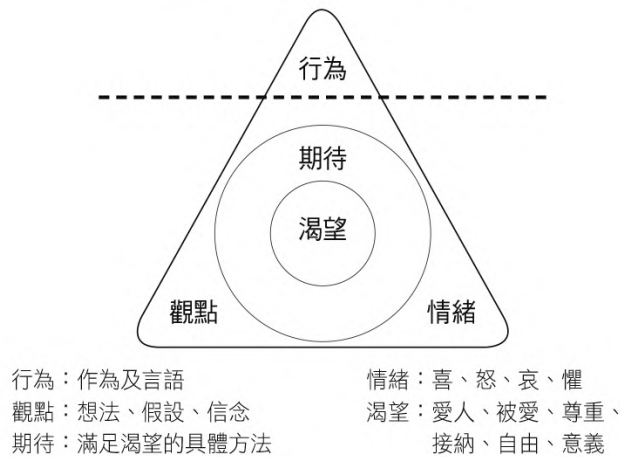 行為
期待
渴望
觀點
情緒
行為：作為及言語
觀點：想法、假設、信念
期待：滿足渴望的具體方法
情緒：喜、怒、哀、懼
渴望：愛人、被愛、尊重、
接納、自由、意義